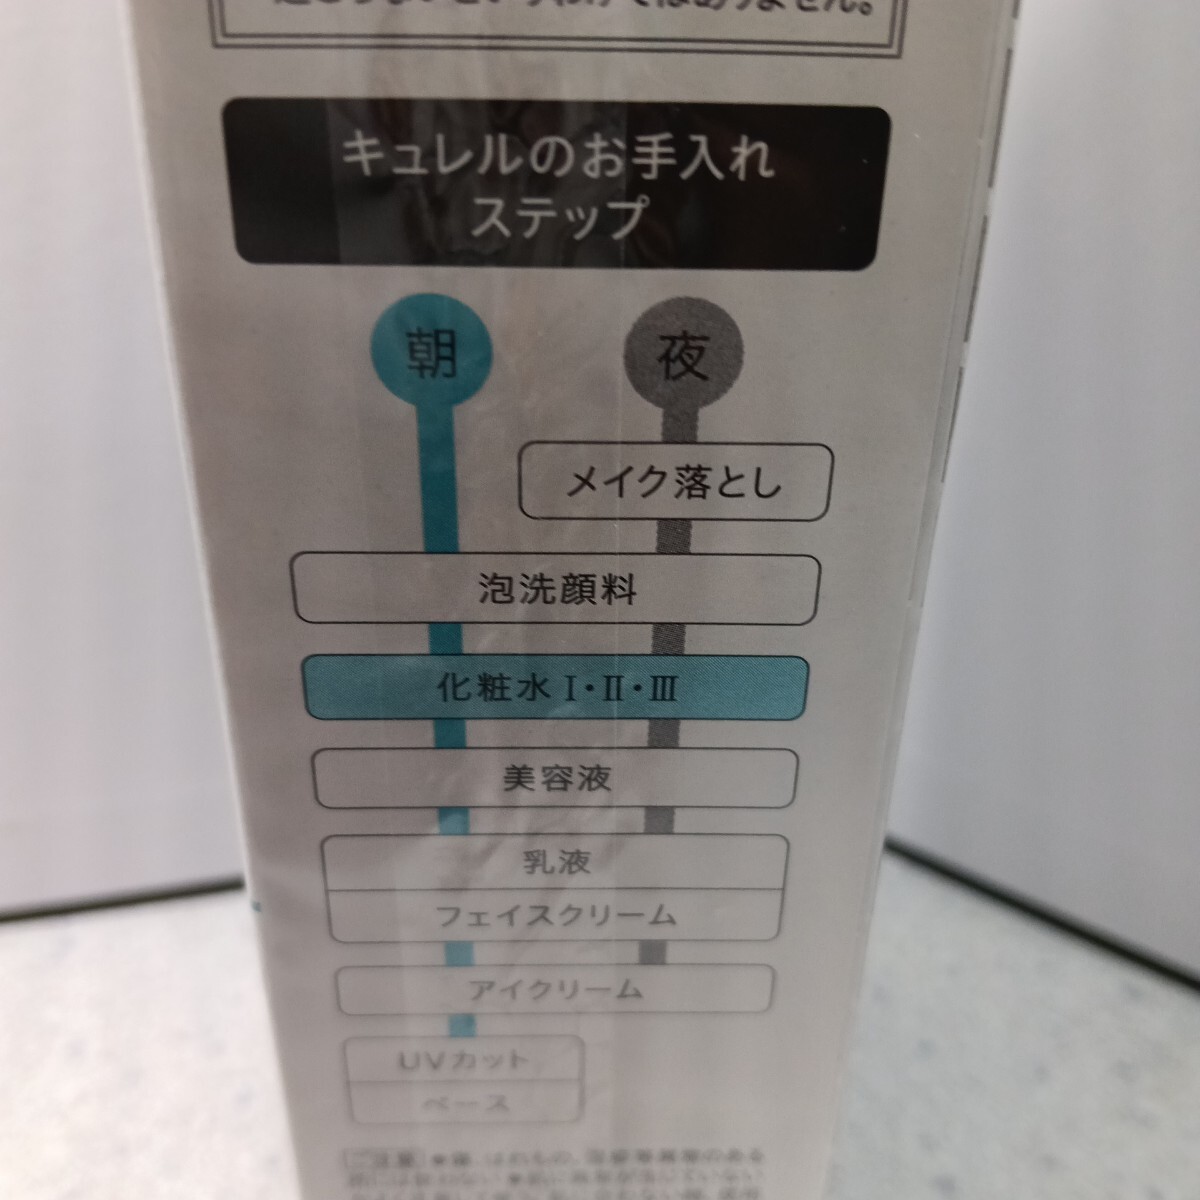 キュレルのお手入れ
ステップ
朝
夜
メイク落とし
泡洗顔料
化粧水Ⅰ・Ⅱ・Ⅲ
美容液
乳液
フェイスクリーム
アイクリーム
UVカット
ベース